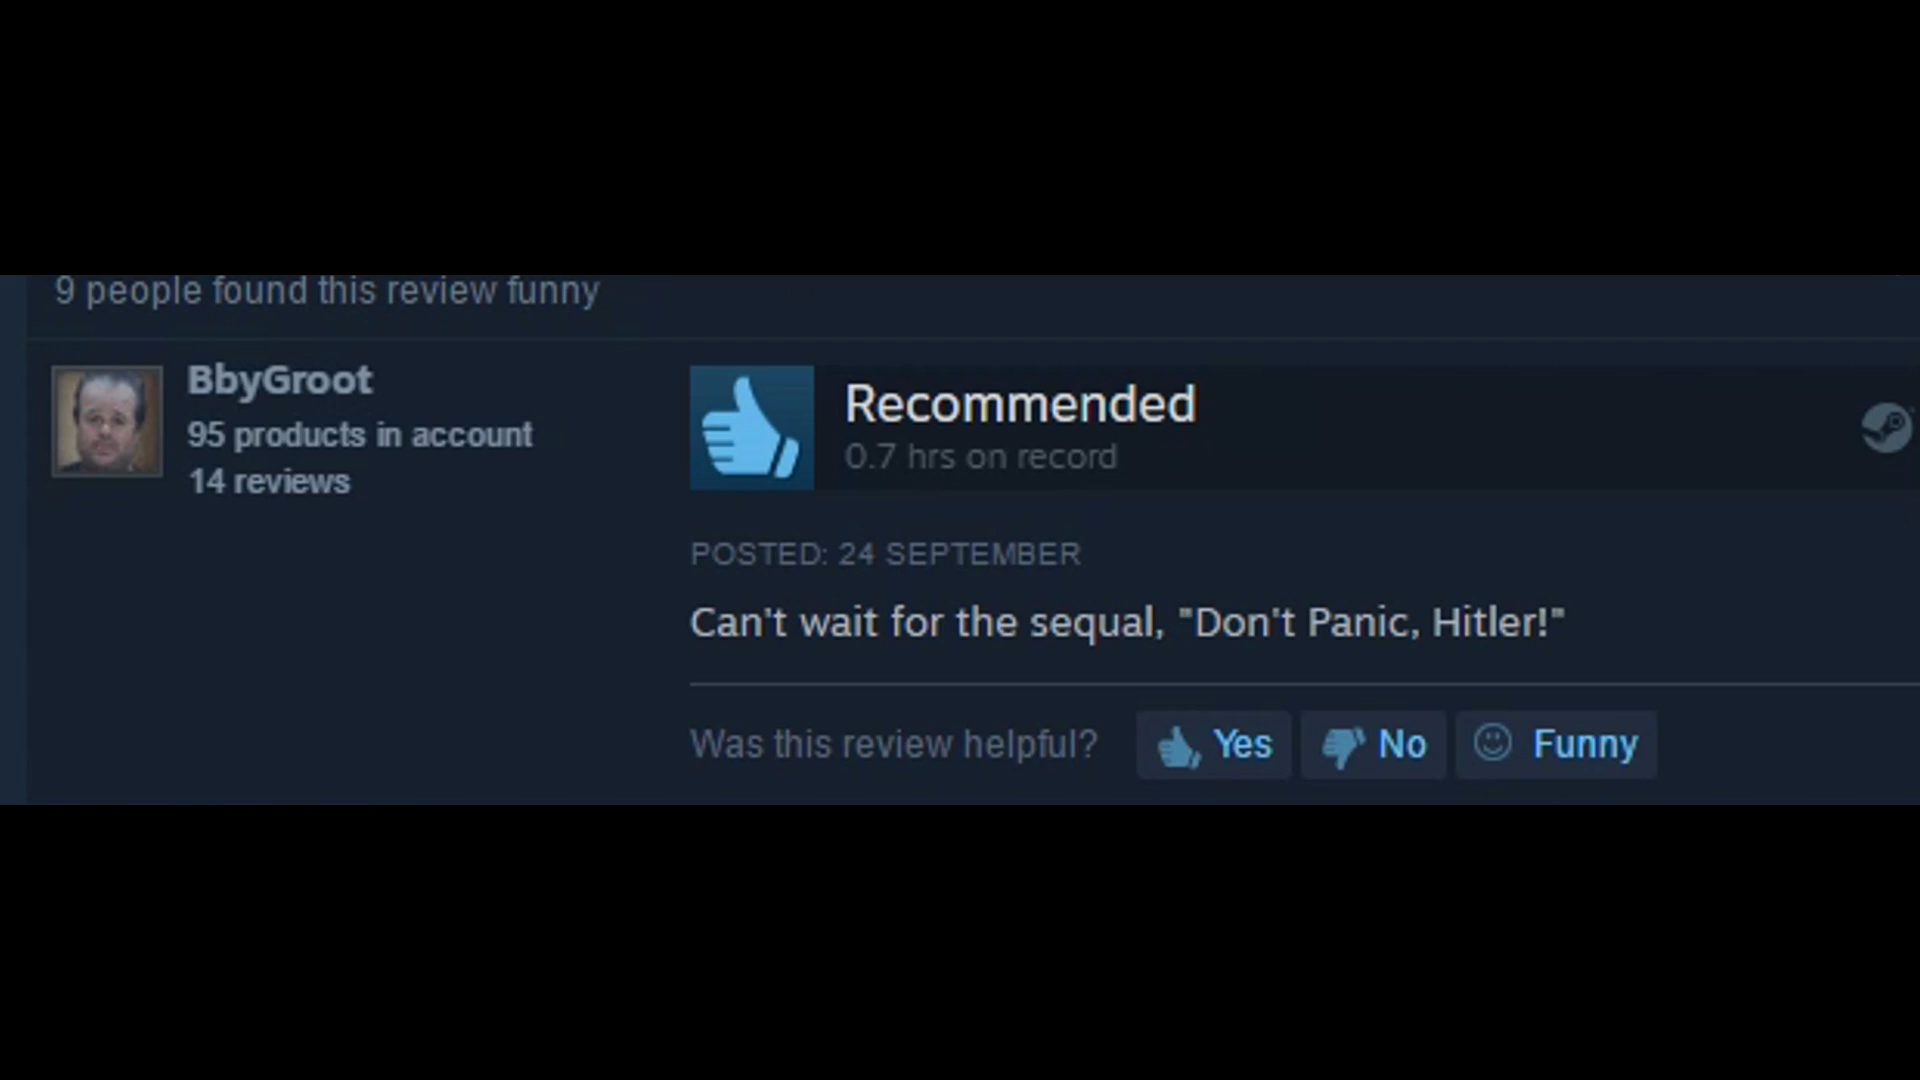 9 people found this review funny
BbyGroot
95 products in account
14 reviews
Recommended
0.7 hrs on record
POSTED: 24 SEPTEMBER
Can't wait for the sequal, "Don't Panic, Hitler!"
Was this review helpful? Yes No Funny